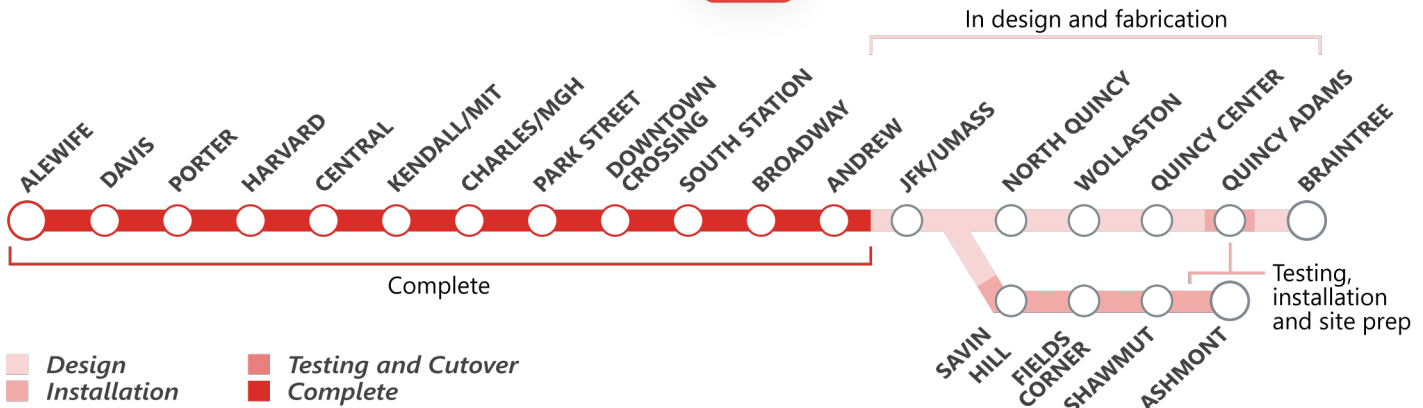 In design and fabrication
ALEWIFE
DAVIS
PORTER
HARVARD
CENTRAL
KENDALL/MIT
CHARLES/MGH
PARK STREET
DOWNTOWN
CROSSING
SOUTH STATION
BROADWAY
ANDREW
JFK/UMASS
NORTH QUINCY
WOLLASTON
QUINCY CENTER
QUINCY ADAMS
BRAINTREE
Complete
Testing,
installation
and site prep
SAVIN
HILL
FIELDS
CORNER
SHAWMUT
ASHMONT
Design
Installation
Testing and Cutover
Complete